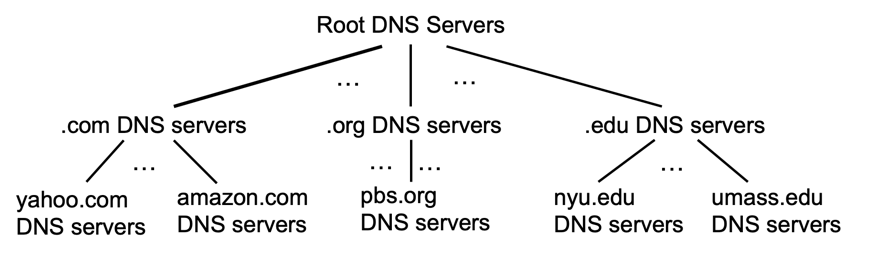 Root DNS Servers
... ...
.com DNS servers .org DNS servers .edu DNS servers
... ... ... ...
yahoo.com amazon.com pbs.org nyu.edu umass.edu
DNS servers DNS servers DNS servers DNS servers DNS servers